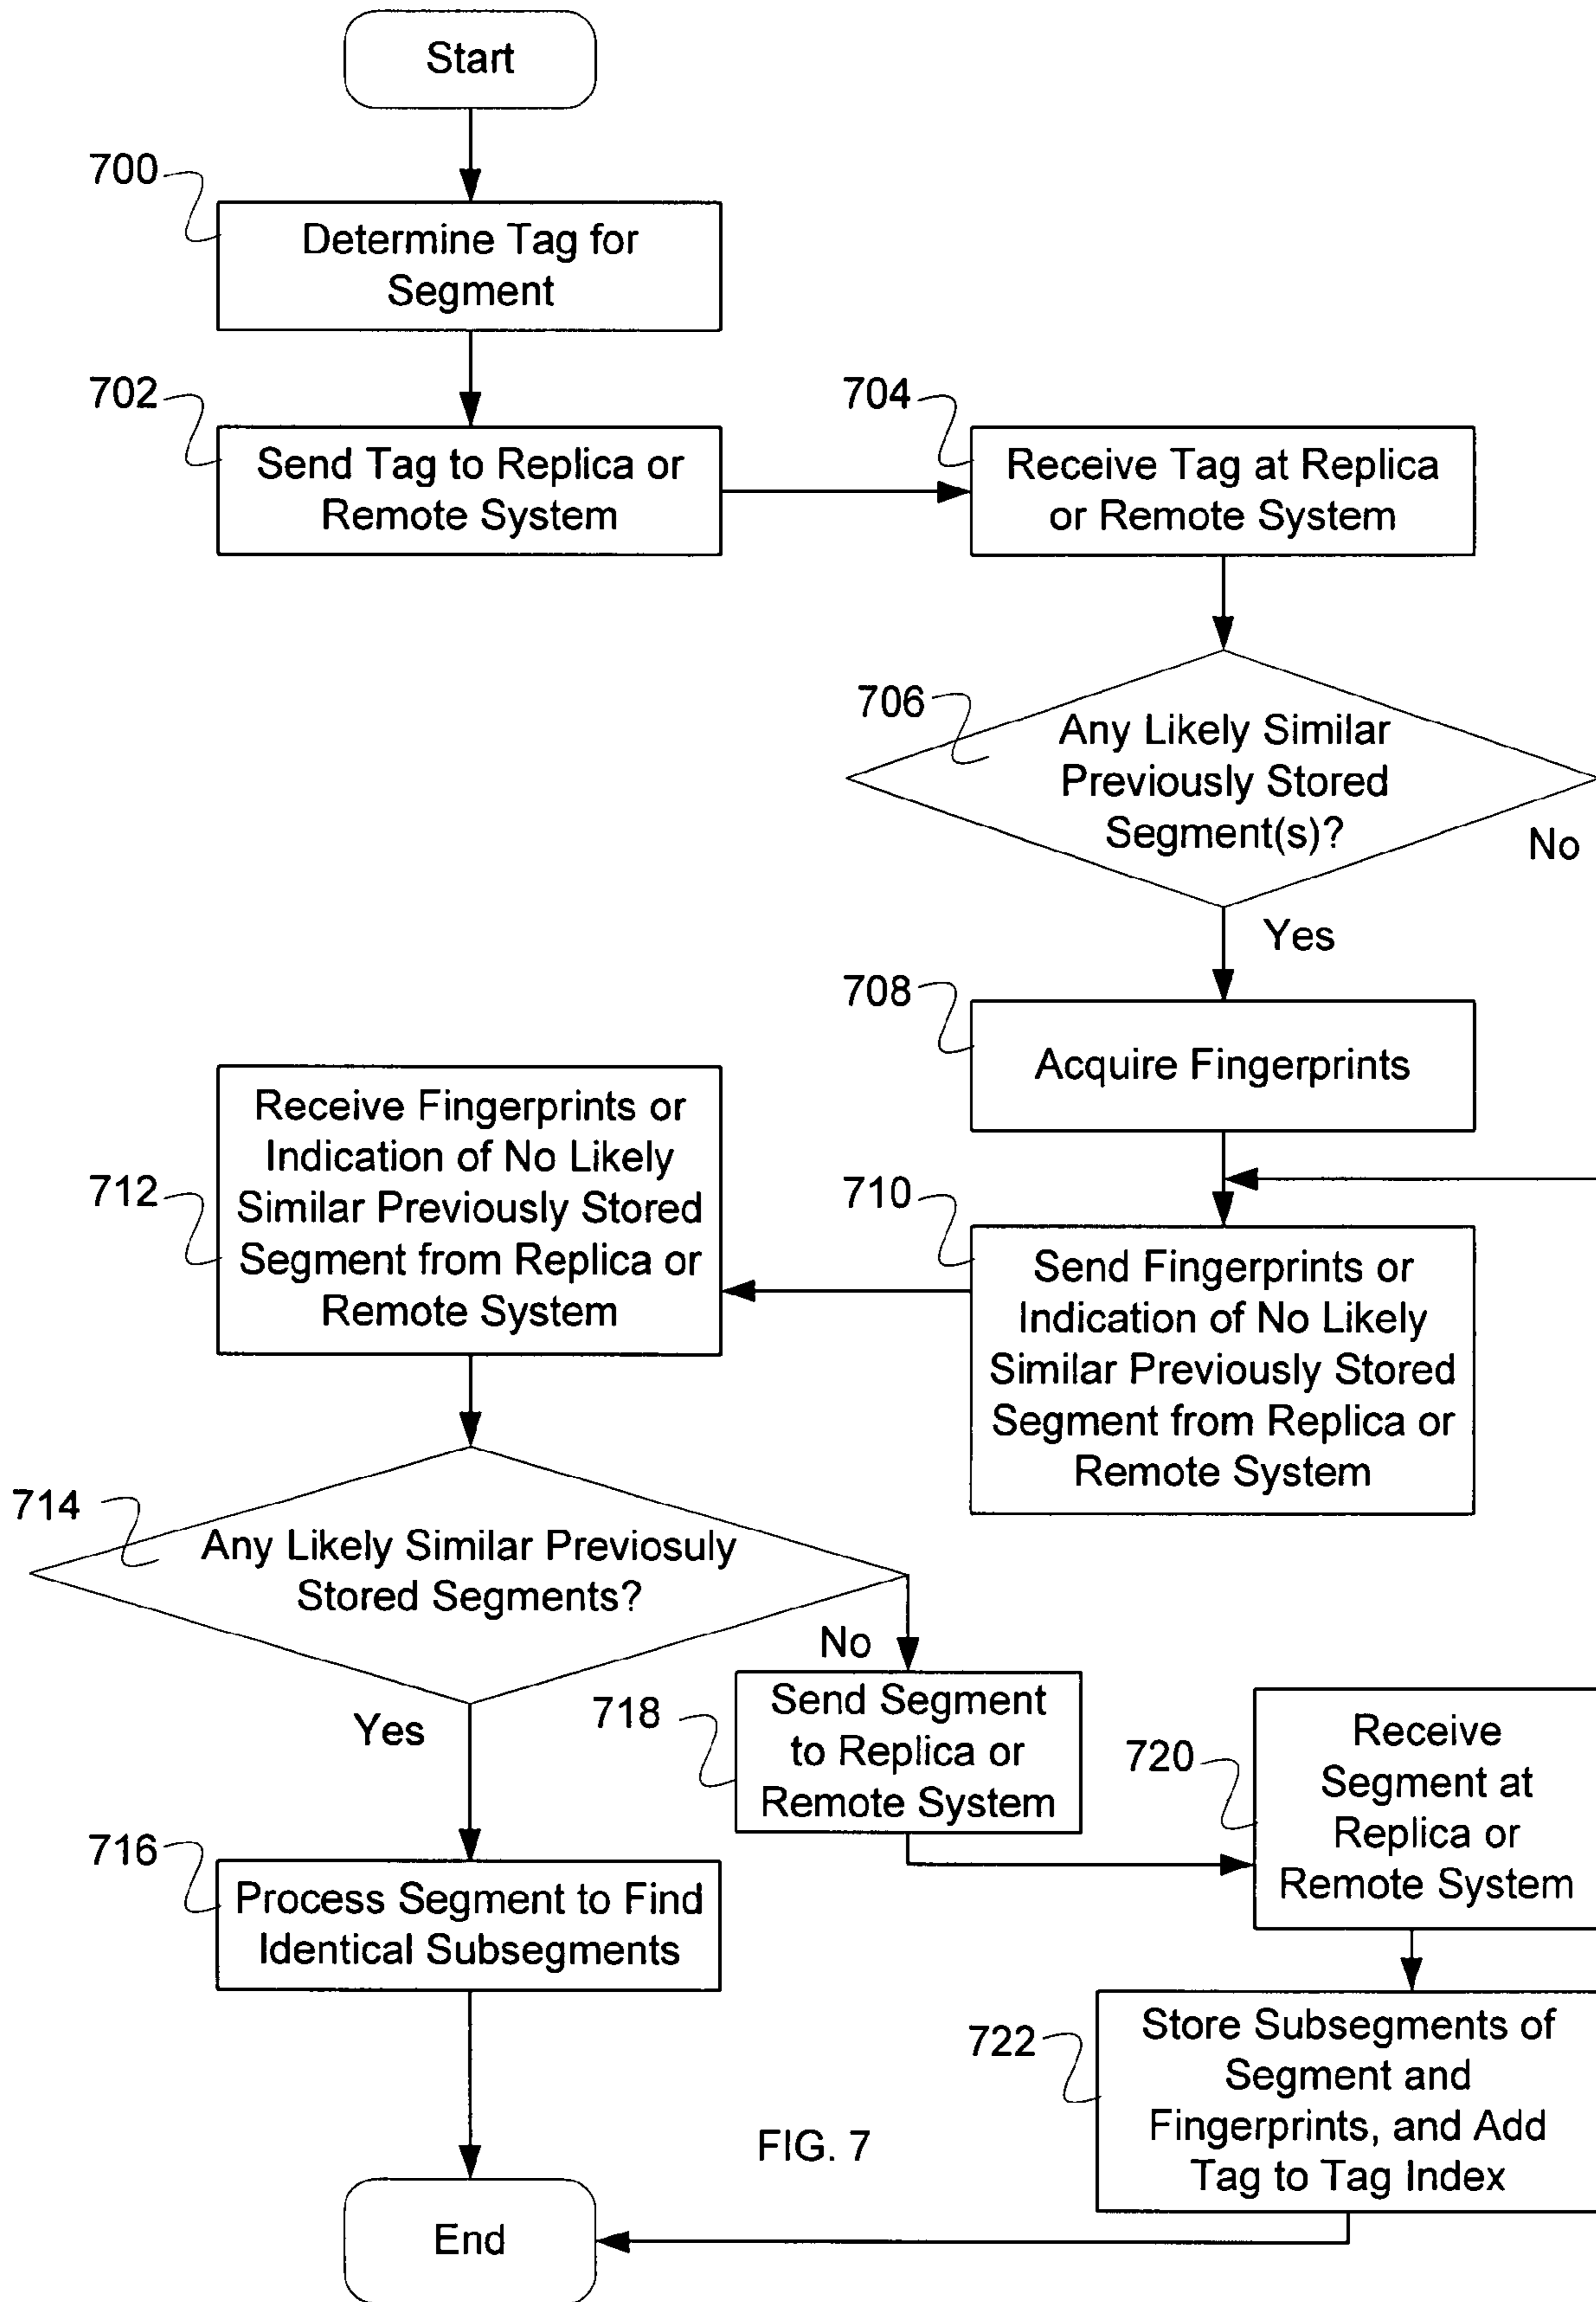 Start
700
Determine Tag for
Segment
702
Send Tag to Replica or
Remote System
704
Receive Tag at Replica
or Remote System
706
Any Likely Similar
Previously Stored
Segment(s)?
No
Yes
708
Acquire Fingerprints
710
Send Fingerprints or
Indication of No Likely
Similar Previously Stored
Segment from Replica or
Remote System
712
Receive Fingerprints or
Indication of No Likely
Similar Previously Stored
Segment from Replica or
Remote System
714
Any Likely Similar Previosuly
Stored Segments?
No
Yes
718
Send Segment
to Replica or
Remote System
720
Receive
Segment at
Replica or
Remote System
716
Process Segment to Find
Identical Subsegments
722
Store Subsegments of
Segment and
Fingerprints, and Add
Tag to Tag Index
FIG. 7
End